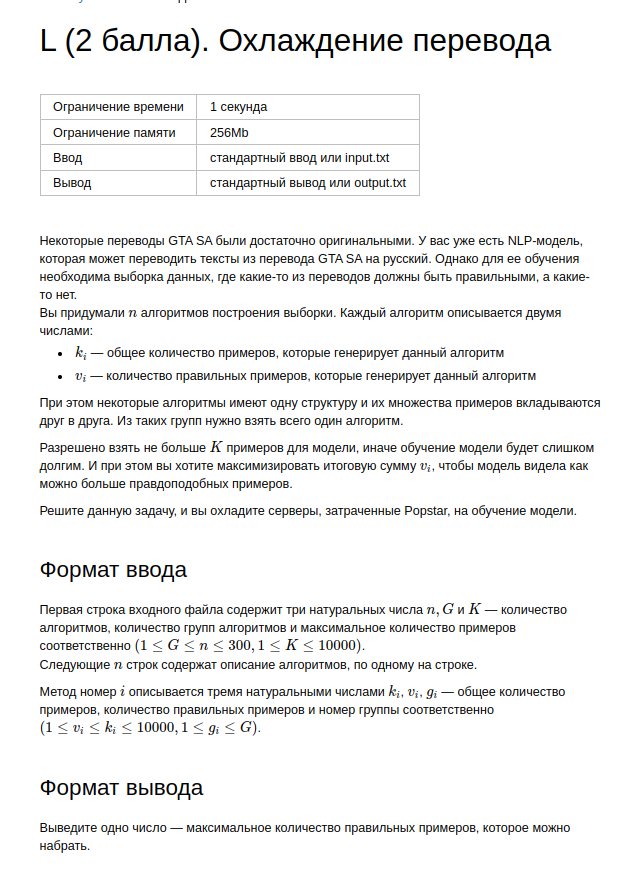 L (2 балла). Охлаждение перевода
Ограничение времени 1 секунда
Ограничение памяти 256Mb
Ввод стандартный ввод или input.txt
Вывод стандартный вывод или output.txt
Некоторые переводы GTA SA были достаточно оригинальными. У вас уже есть NLP-модель,
которая может переводить тексты из перевода GTA SA на русский. Однако для ее обучения
необходима выборка данных, где какие-то из переводов должны быть правильными, а какие-
то нет.
Вы придумали n алгоритмов построения выборки. Каждый алгоритм описывается двумя
числами:
• k_i — общее количество примеров, которые генерирует данный алгоритм
• v_i — количество правильных примеров, которые генерирует данный алгоритм
При этом некоторые алгоритмы имеют одну структуру и их множества примеров вкладываются
друг в друга. Из таких групп нужно взять всего один алгоритм.
Разрешено взять не больше K примеров для модели, иначе обучение модели будет слишком
долгим. И при этом вы хотите максимизировать итоговую сумму v_i, чтобы модель видела как
можно больше правдоподобных примеров.
Решите данную задачу, и вы охладите серверы, затраченные Popstar, на обучение модели.
Формат ввода
Первая строка входного файла содержит три натуральных числа n, G и K — количество
алгоритмов, количество групп алгоритмов и максимальное количество примеров
соответственно (1 ≤ G ≤ n ≤ 300, 1 ≤ K ≤ 10000).
Следующие n строк содержат описание алгоритмов, по одному на строке.
Метод номер i описывается тремя натуральными числами k_i, v_i, g_i — общее количество
примеров, количество правильных примеров и номер группы соответственно
(1 ≤ v_i ≤ k_i ≤ 10000, 1 ≤ g_i ≤ G).
Формат вывода
Выведите одно число — максимальное количество правильных примеров, которое можно
набрать.